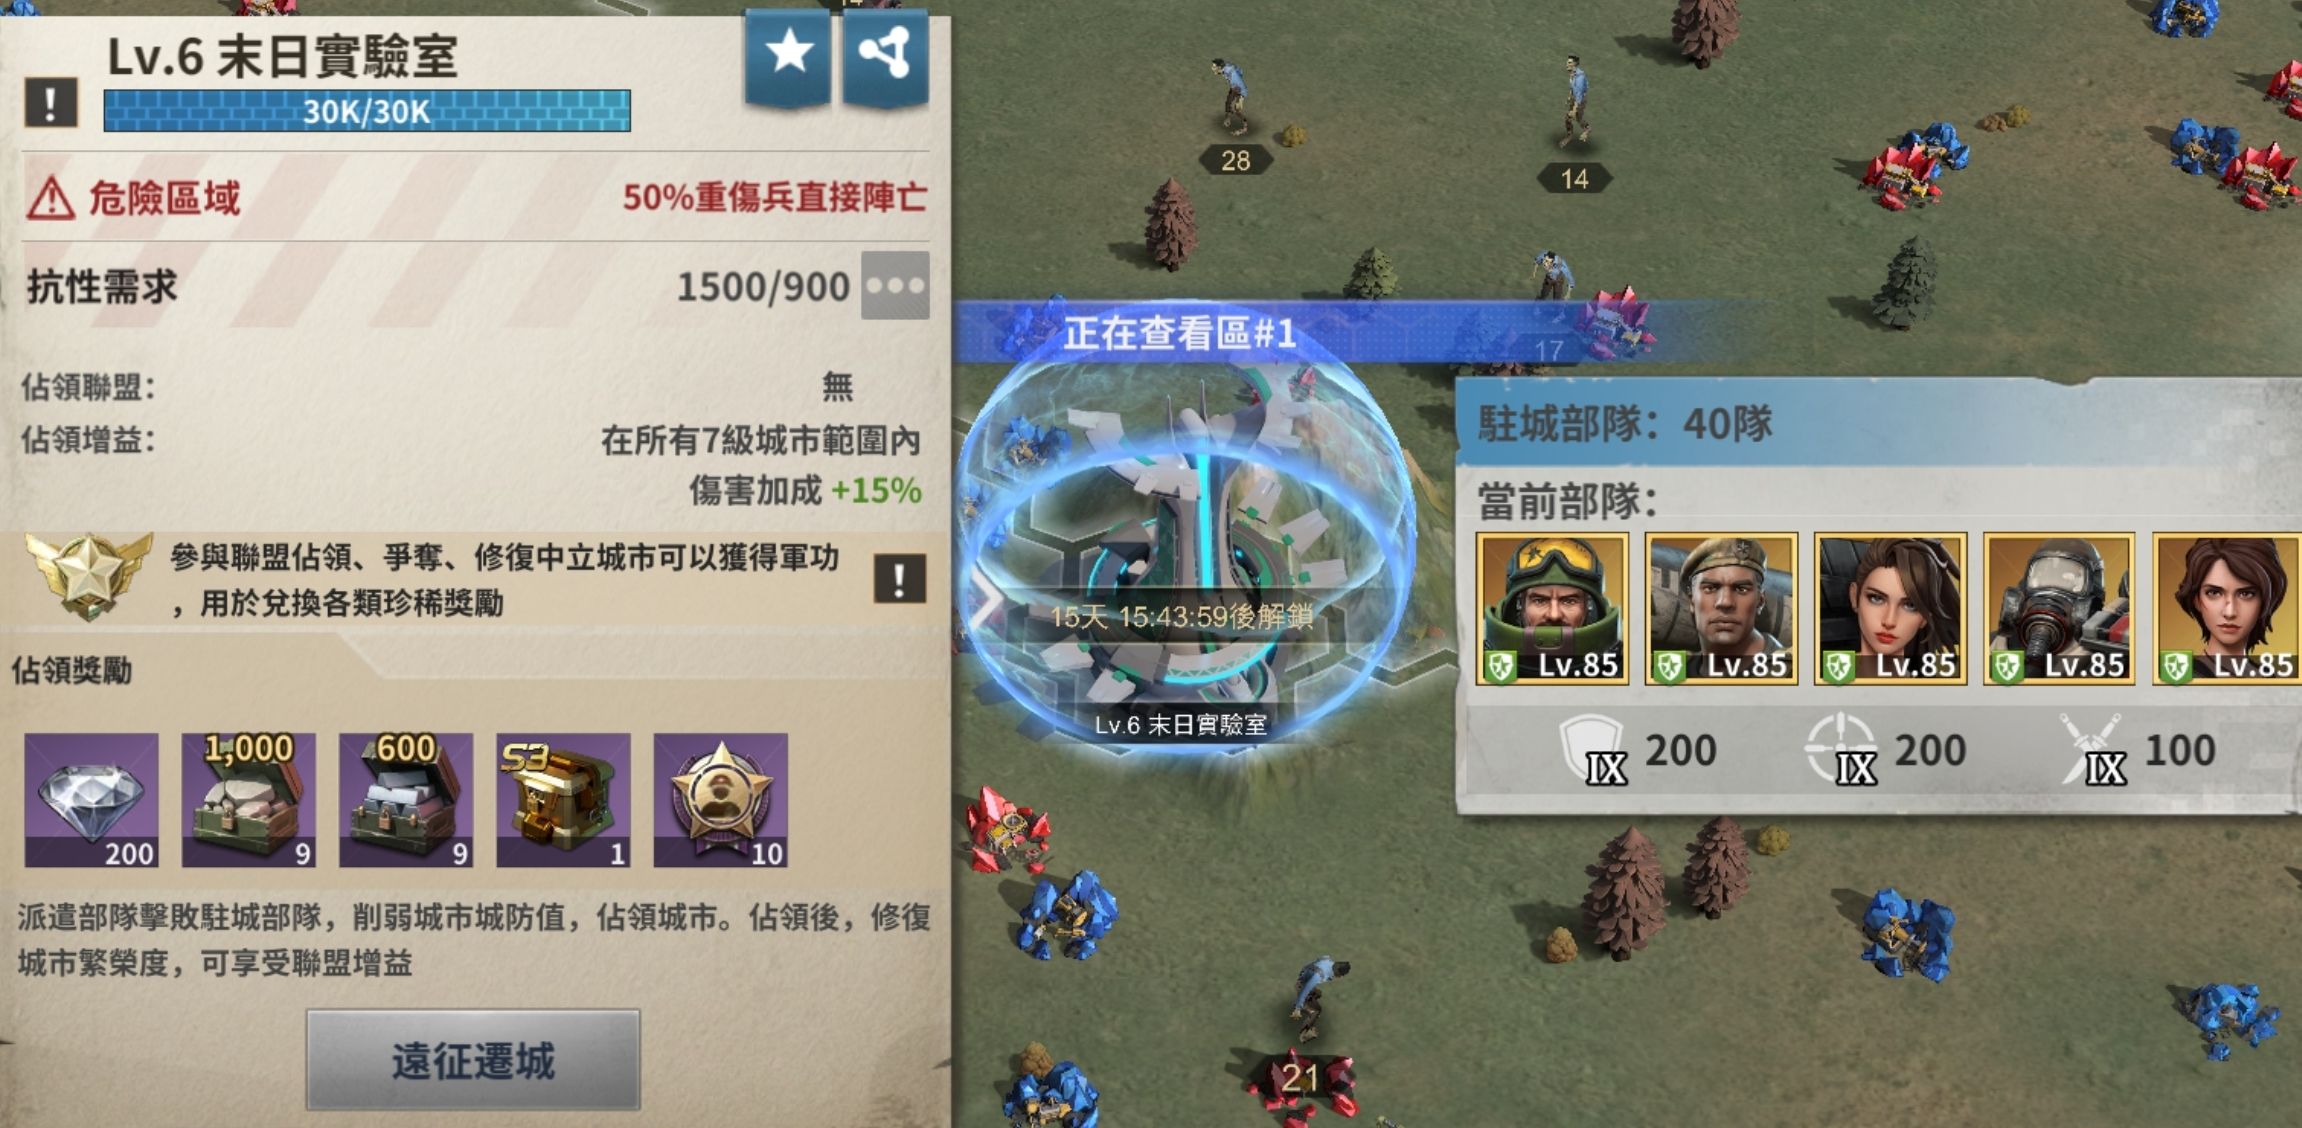 Lv.6 末日實驗室
30K/30K
危險區域
50%重傷兵直接陣亡
抗性需求
1500/900
佔領聯盟：
無
佔領增益：
在所有7級城市範圍內
傷害加成 +15%
參與聯盟佔領、爭奪、修復中立城市可以獲得軍功
，用於兌換各類珍稀獎勵
佔領獎勵
200
1,000
9
600
9
S3
1
10
派遣部隊擊敗駐城部隊，削弱城市城防值，佔領城市。佔領後，修復
城市繁榮度，可享受聯盟增益
遠征遷城
14
28
14
正在查看區#1
17
15天 15:43:59後解鎖
Lv.6 末日實驗室
21
駐城部隊：40隊
當前部隊：
Lv.85
Lv.85
Lv.85
Lv.85
Lv.85
IX 200
IX 200
IX 100